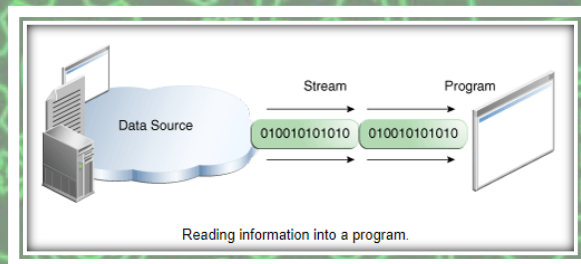 Stream Program
Data Source
010010101010 010010101010
Reading information into a program.